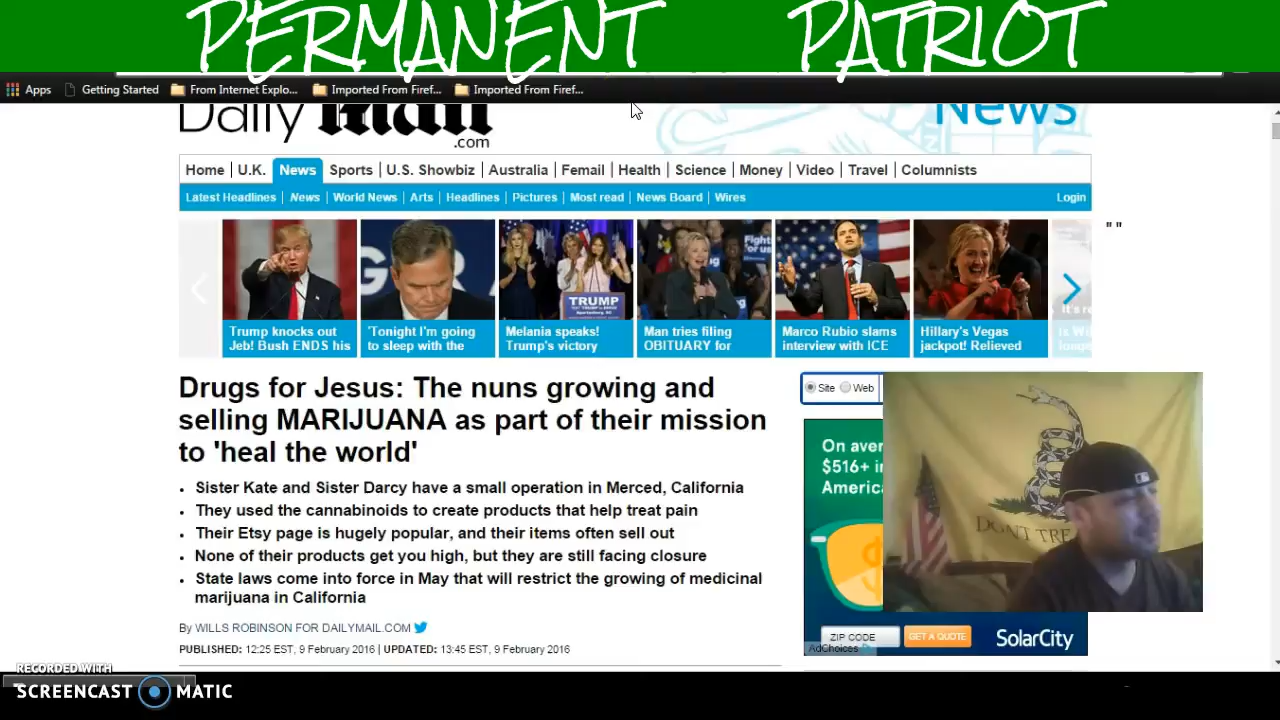 PERMANENT PATRIOT
Apps Getting Started From Internet Explo... Imported From Firef... Imported From Firef...
Daily Mail
.com
News
Home U.K. News Sports U.S. Showbiz Australia Femail Health Science Money Video Travel Columnists
Latest Headlines News World News Arts Headlines Pictures Most read News Board Wires Login
" "
Fight
for us
TRUMP
Trump knocks out
Jeb! Bush ENDS his
'Tonight I'm going
to sleep with the
Melania speaks!
Trump's victory
Man tries filing
OBITUARY for
Marco Rubio slams
interview with ICE
Hillary's Vegas
jackpot! Relieved
Drugs for Jesus: The nuns growing and
selling MARIJUANA as part of their mission
to 'heal the world'
Sister Kate and Sister Darcy have a small operation in Merced, California
They used the cannabinoids to create products that help treat pain
Their Etsy page is hugely popular, and their items often sell out
None of their products get you high, but they are still facing closure
State laws come into force in May that will restrict the growing of medicinal
marijuana in California
By WILLS ROBINSON FOR DAILYMAIL.COM
PUBLISHED: 12:25 EST, 9 February 2016 | UPDATED: 13:45 EST, 9 February 2016
Site Web
On aver
$516+ i
America
DON'T TRE
ZIP CODE GET A QUOTE SolarCity
AdChoices
RECORDED WITH
SCREENCAST MATIC